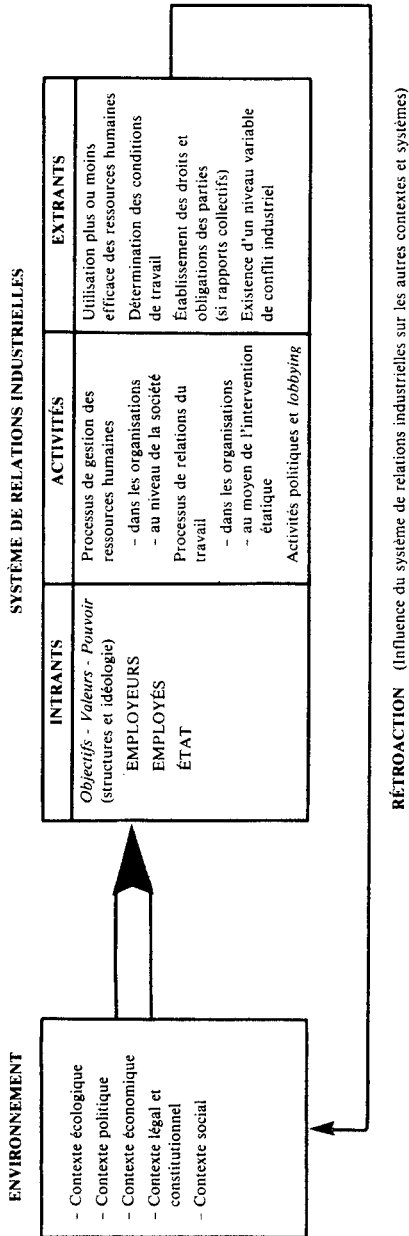 SYSTÈME DE RELATIONS INDUSTRIELLES
ENVIRONNEMENT
- Contexte écologique
- Contexte politique
- Contexte économique
- Contexte légal et
constitutionnel
- Contexte social
INTRANTS
Objectifs - Valeurs - Pouvoir
(structures et idéologie)
EMPLOYEURS
EMPLOYÉS
ÉTAT
ACTIVITÉS
Processus de gestion des
ressources humaines
- dans les organisations
- au niveau de la société
Processus de relations du
travail
- dans les organisations
- au moyen de l'intervention
étatique
Activités politiques et lobbying
EXTRANTS
Utilisation plus ou moins
efficace des ressources humaines
Détermination des conditions
de travail
Établissement des droits et
obligations des parties
(si rapports collectifs)
Existence d'un niveau variable
de conflit industriel
RÉTROACTION (Influence du système de relations industrielles sur les autres contextes et systèmes)